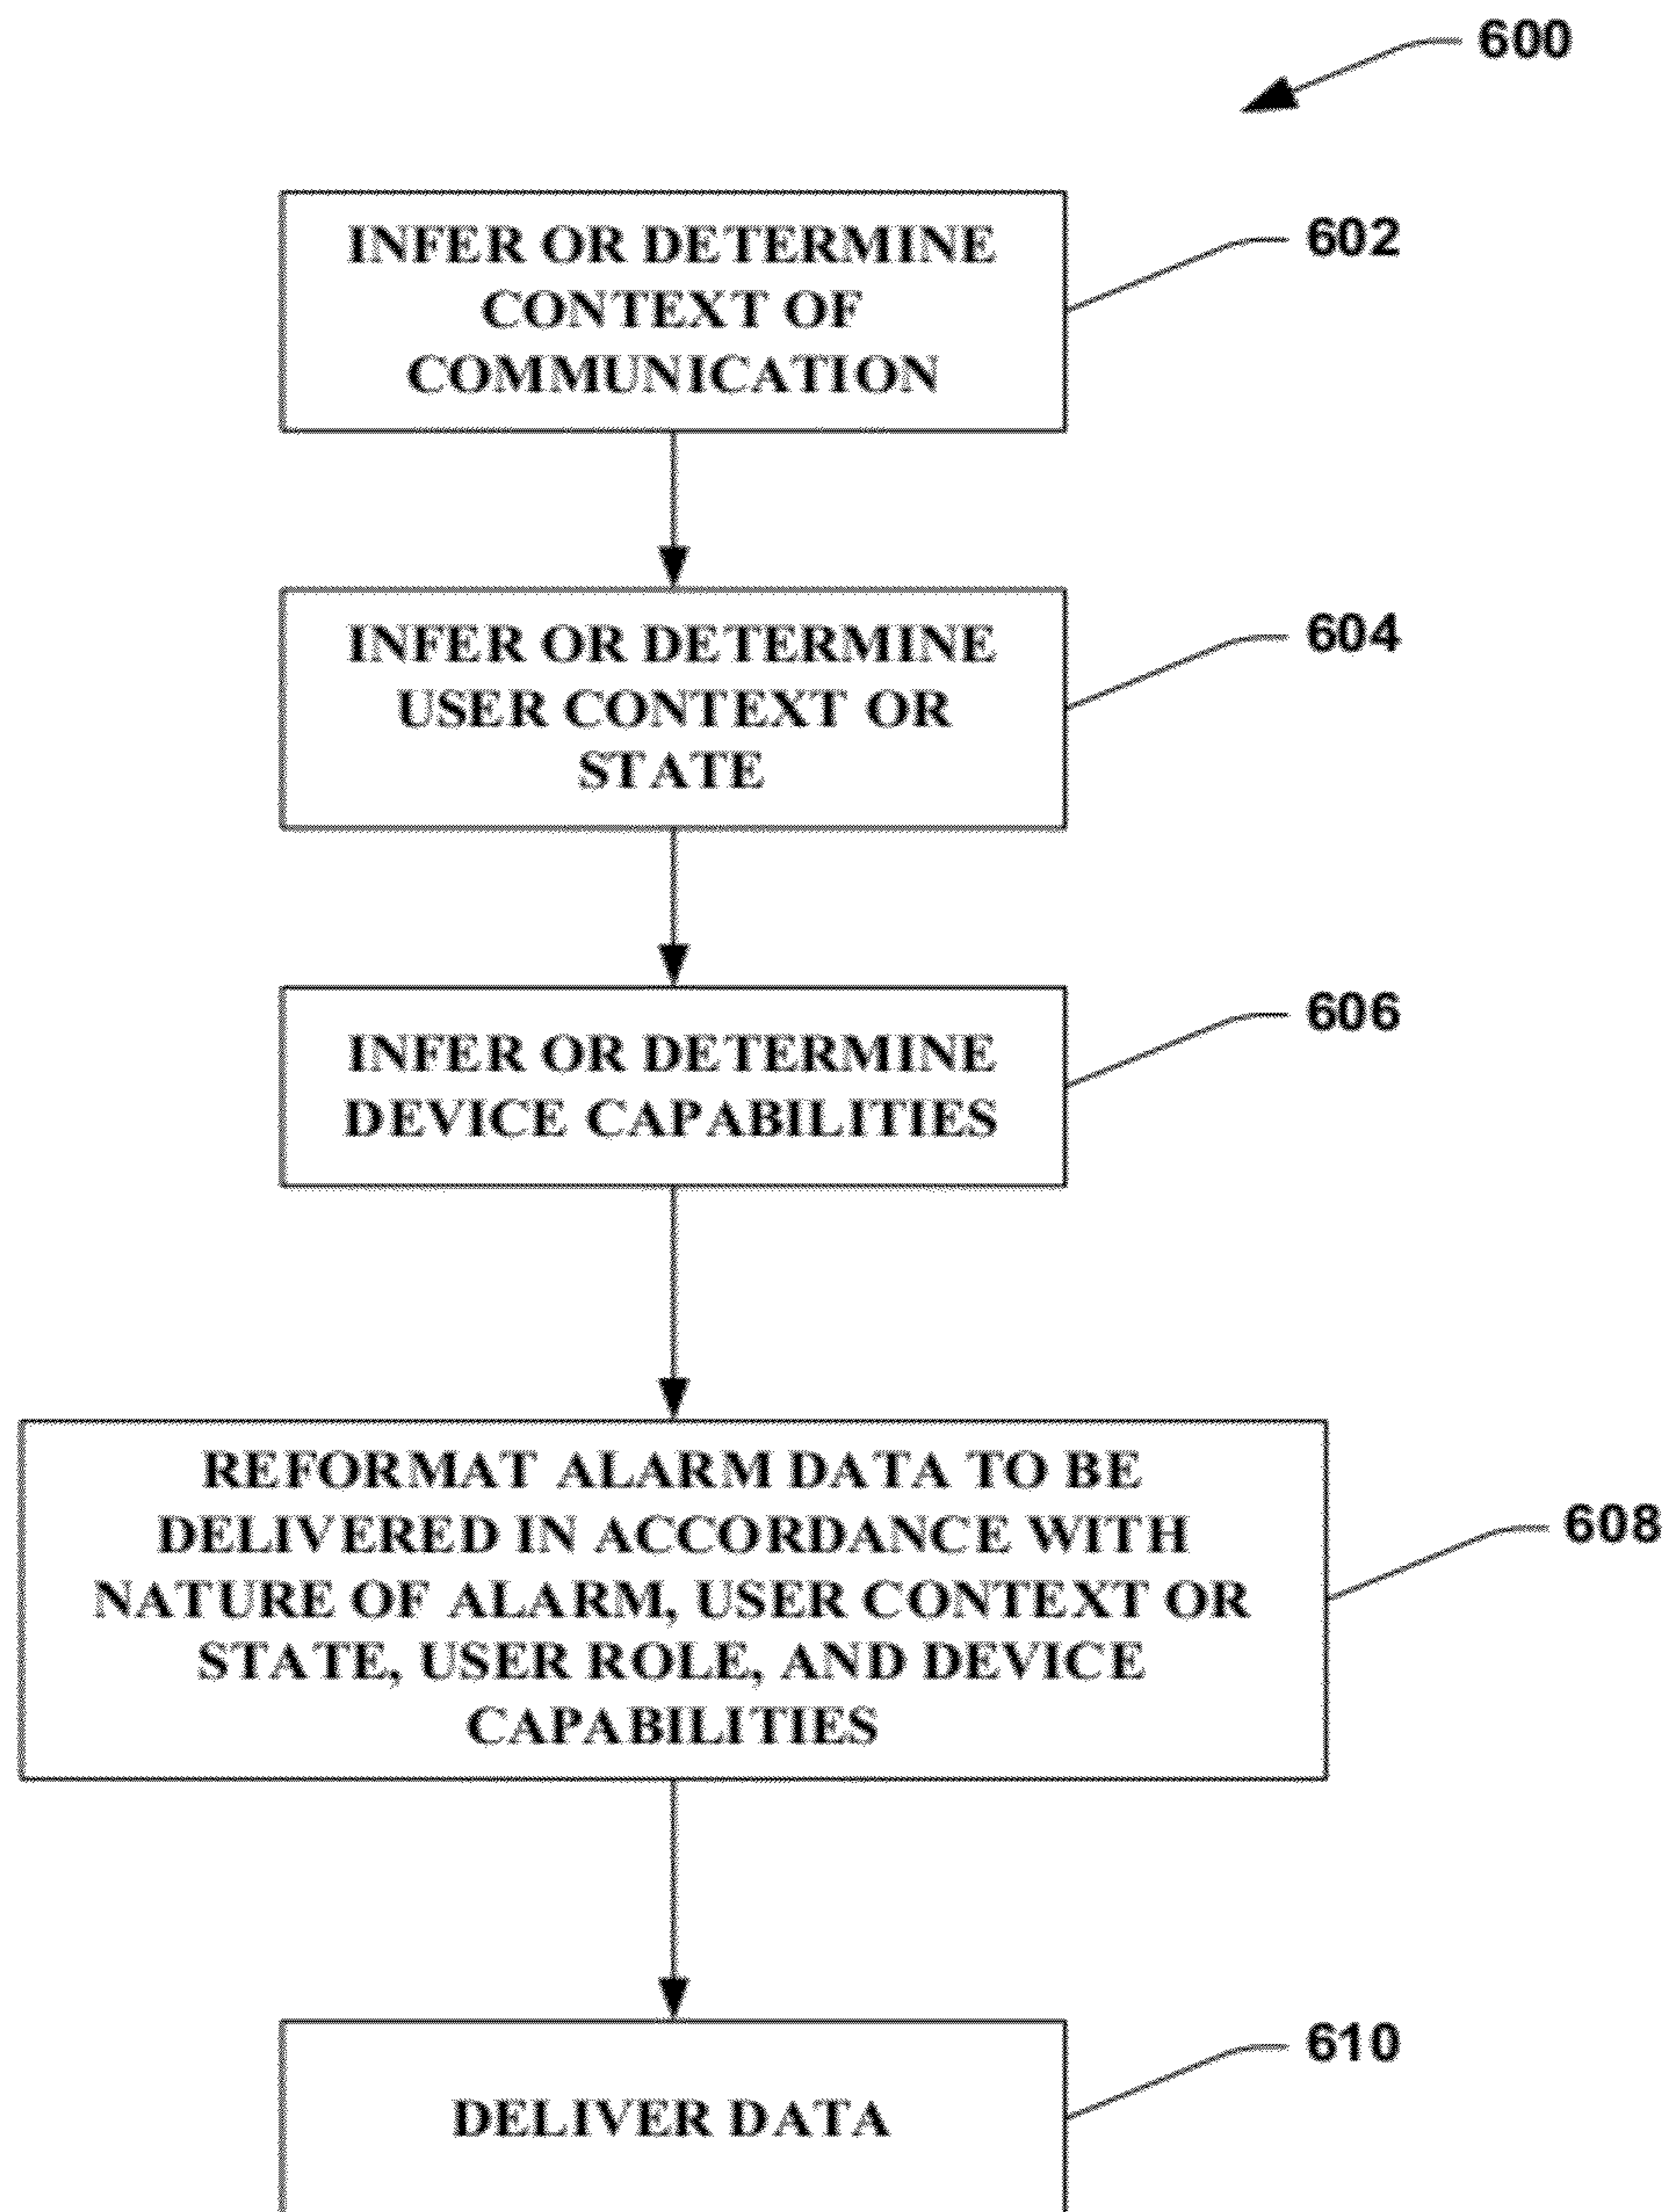 600
INFER OR DETERMINE
CONTEXT OF
COMMUNICATION
602
INFER OR DETERMINE
USER CONTEXT OR
STATE
604
INFER OR DETERMINE
DEVICE CAPABILITIES
606
REFORMAT ALARM DATA TO BE
DELIVERED IN ACCORDANCE WITH
NATURE OF ALARM, USER CONTEXT OR
STATE, USER ROLE, AND DEVICE
CAPABILITIES
608
DELIVER DATA
610